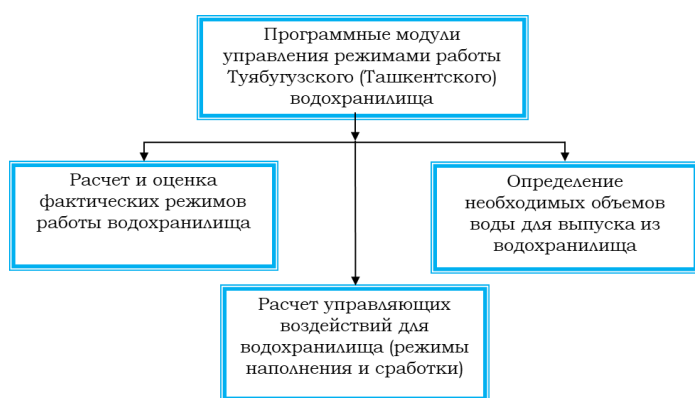 Программные модули
управления режимами работы
Туябугузского (Ташкентского)
водохранилища
Расчет и оценка
фактических режимов
работы водохранилища
Определение
необходимых объемов
воды для выпуска из
водохранилища
Расчет управляющих
воздействий для
водохранилища (режимы
наполнения и сработки)